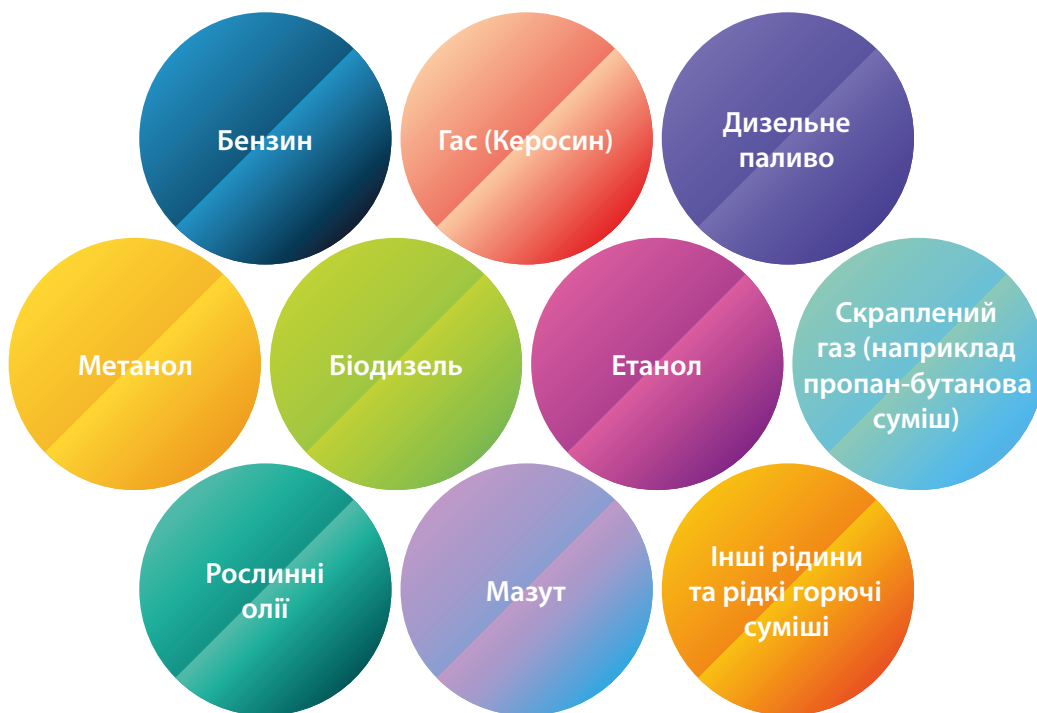 Бензин
Гас (Керосин)
Дизельне
паливо
Метанол
Біодизель
Етанол
Скраплений
газ (наприклад
пропан-бутанова
суміш)
Рослинні
олії
Мазут
Інші рідини
та рідкі горючі
суміші